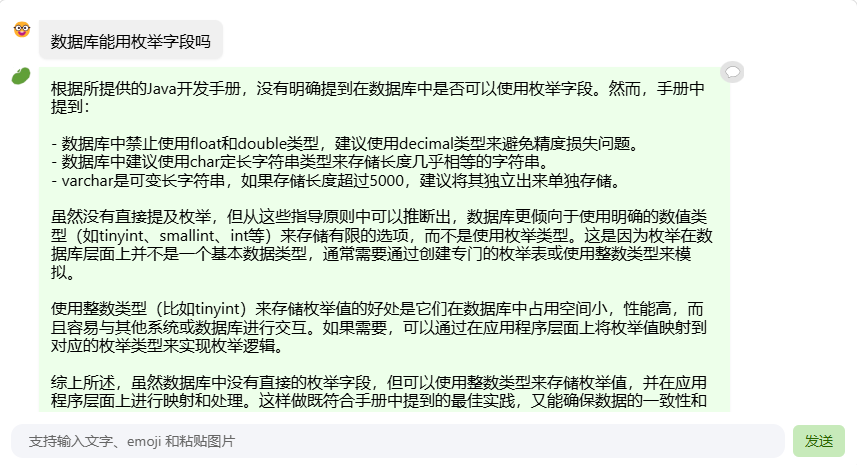 数据库能用枚举字段吗
根据所提供的Java开发手册，没有明确提到在数据库中是否可以使用枚举字段。然而，手册中
提到：
- 数据库中禁止使用float和double类型，建议使用decimal类型来避免精度损失问题。
- 数据库中建议使用char定长字符串类型来存储长度几乎相等的字符串。
- varchar是可变长字符串，如果存储长度超过5000，建议将其独立出来单独存储。
虽然没有直接提及枚举，但从这些指导原则中可以推断出，数据库更倾向于使用明确的数值类
型（如tinyint、smallint、int等）来存储有限的选项，而不是使用枚举类型。这是因为枚举在数
据库层面上并不是一个基本数据类型，通常需要通过创建专门的枚举表或使用整数类型来模
拟。
使用整数类型（比如tinyint）来存储枚举值的好处是它们在数据库中占用空间小，性能高，而
且容易与其他系统或数据库进行交互。如果需要，可以通过在应用程序层面上将枚举值映射到
对应的枚举类型来实现枚举逻辑。
综上所述，虽然数据库中没有直接的枚举字段，但可以使用整数类型来存储枚举值，并在应用
程序层面上进行映射和处理。这样做既符合手册中提到的最佳实践，又能确保数据的一致性和
支持输入文字、emoji 和粘贴图片
发送